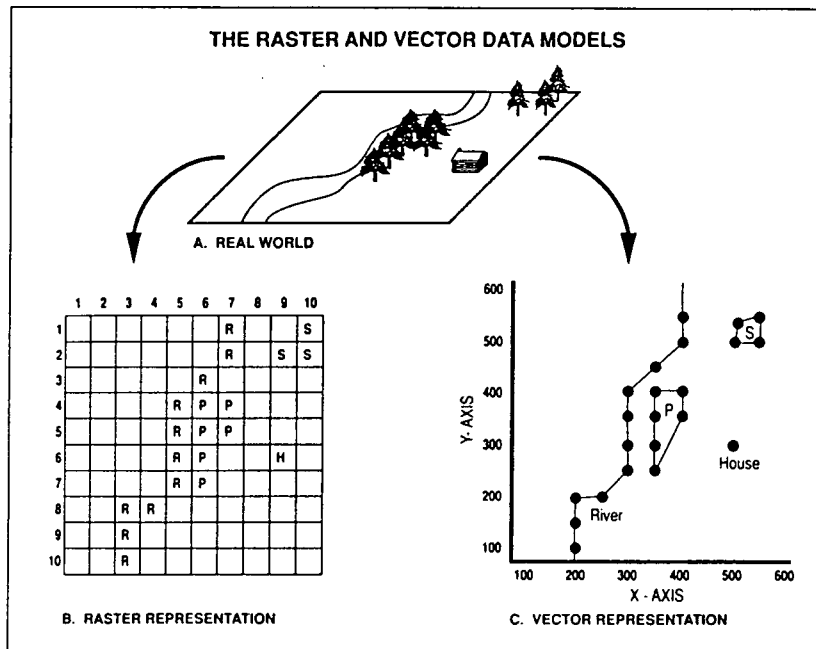 THE RASTER AND VECTOR DATA MODELS
A. REAL WORLD
1 2 3 4 5 6 7 8 9 10
1 R S
2 R S S
3 R
4 R P P
5 R P P
6 R P H
7 R P
8 R R
9 R
10 R
B. RASTER REPRESENTATION
600
500
400
300
200
100
Y-AXIS
S
P
House
River
100 200 300 400 500 600
X-AXIS
C. VECTOR REPRESENTATION